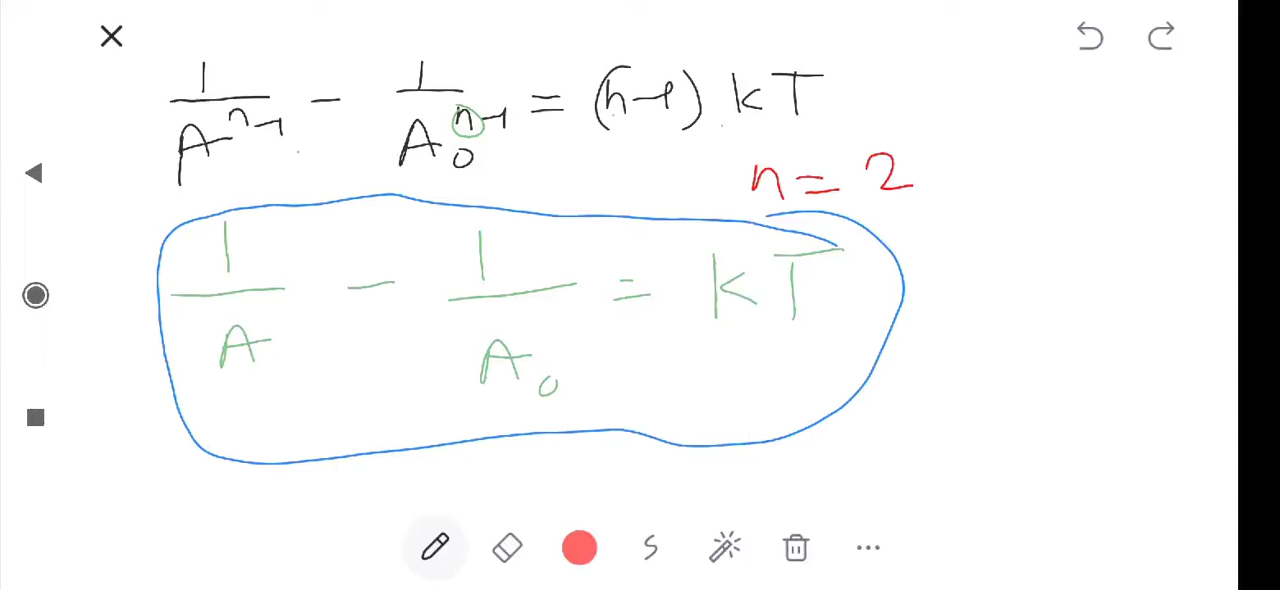 1/A^(n-1) - 1/A₀^(n-1) = (n-1) kT
n = 2
1/A - 1/A₀ = kT